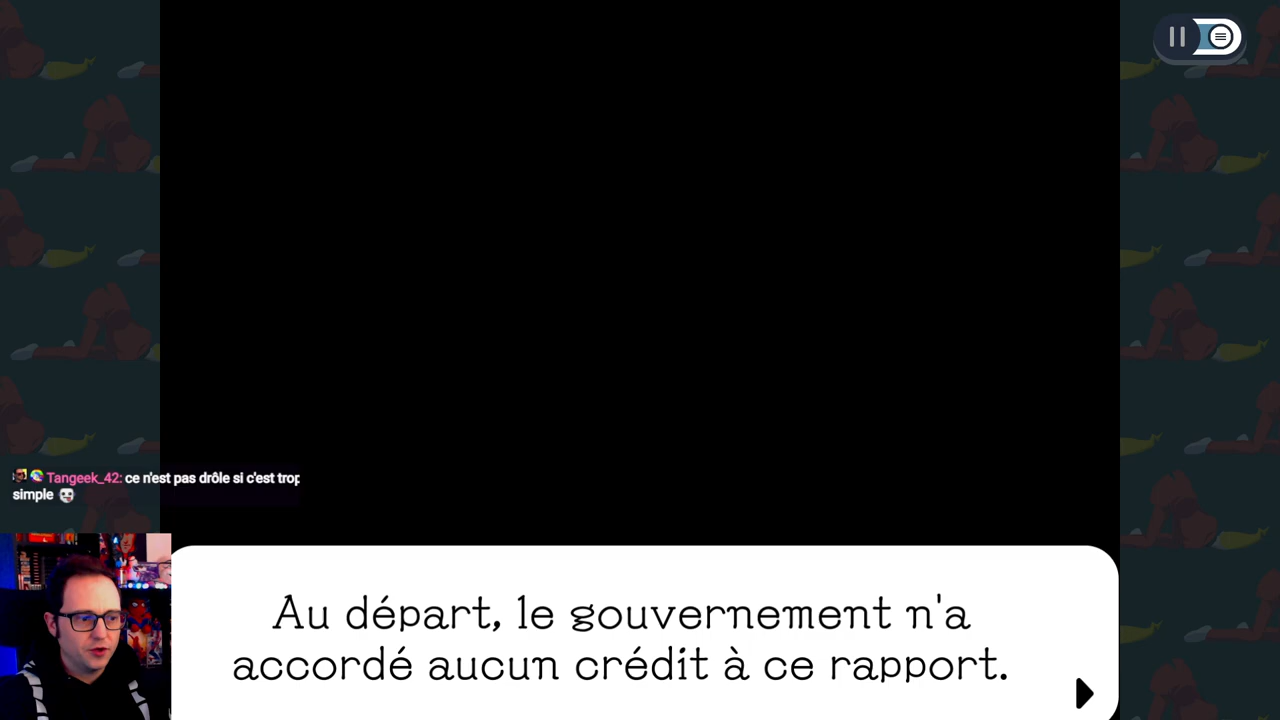 Tangeek_42: ce n'est pas drôle si c'est trop
simple
Au départ, le gouvernement n'a
accordé aucun crédit à ce rapport.